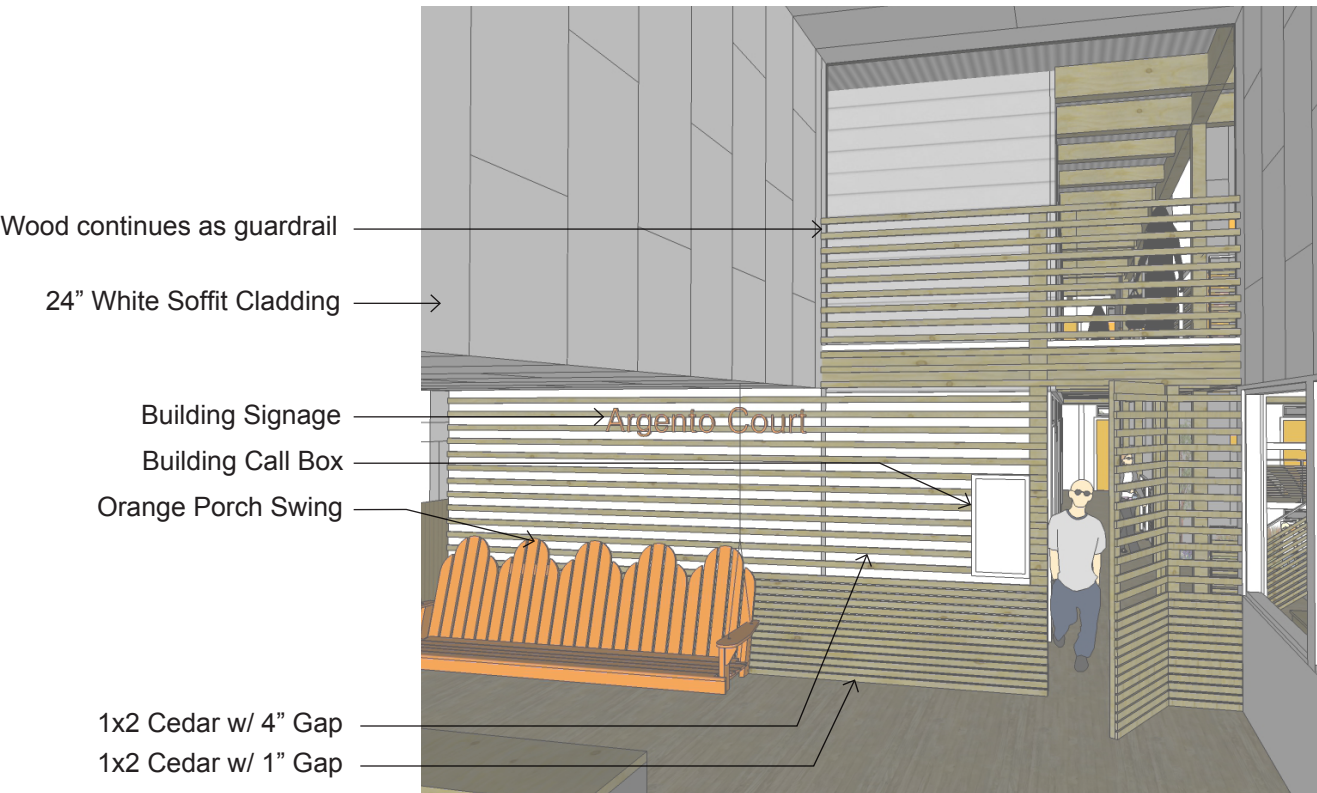 Wood continues as guardrail
24” White Soffit Cladding
Building Signage
Argento Court
Building Call Box
Orange Porch Swing
1x2 Cedar w/ 4” Gap
1x2 Cedar w/ 1” Gap